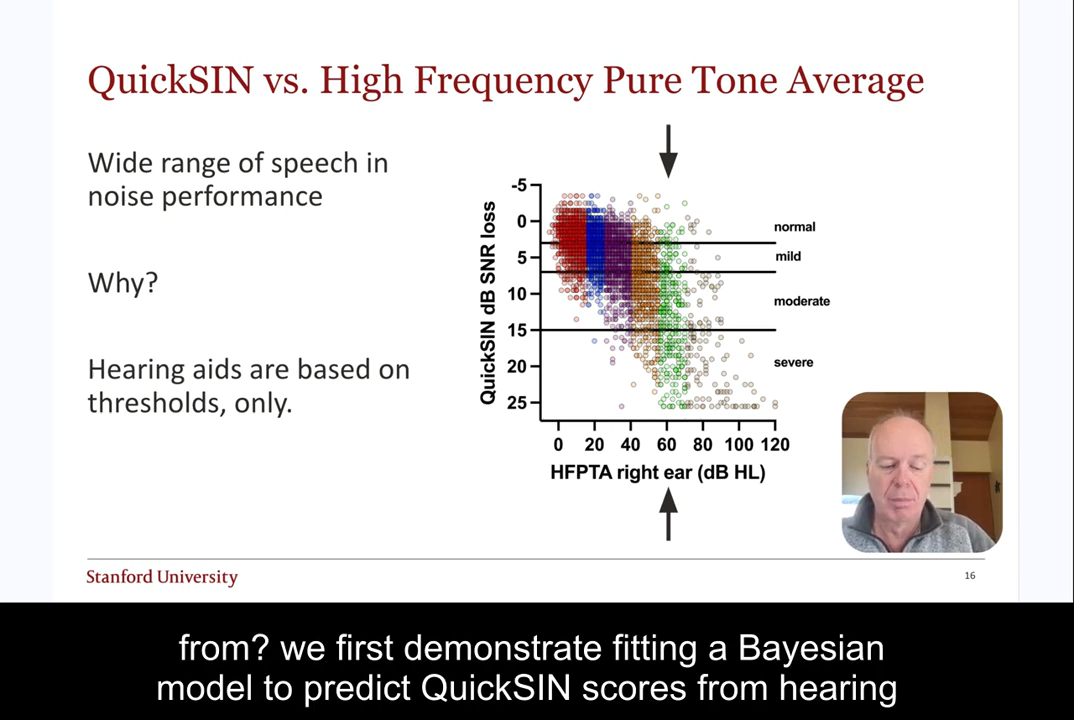 QuickSIN vs. High Frequency Pure Tone Average
Wide range of speech in
noise performance
Why?
Hearing aids are based on
thresholds, only.
QuickSIN dB SNR loss
-5
0
5
10
15
20
25
normal
mild
moderate
severe
0 20 40 60 80 100 120
HFPTA right ear (dB HL)
Stanford University
16
from? we first demonstrate fitting a Bayesian
model to predict QuickSIN scores from hearing